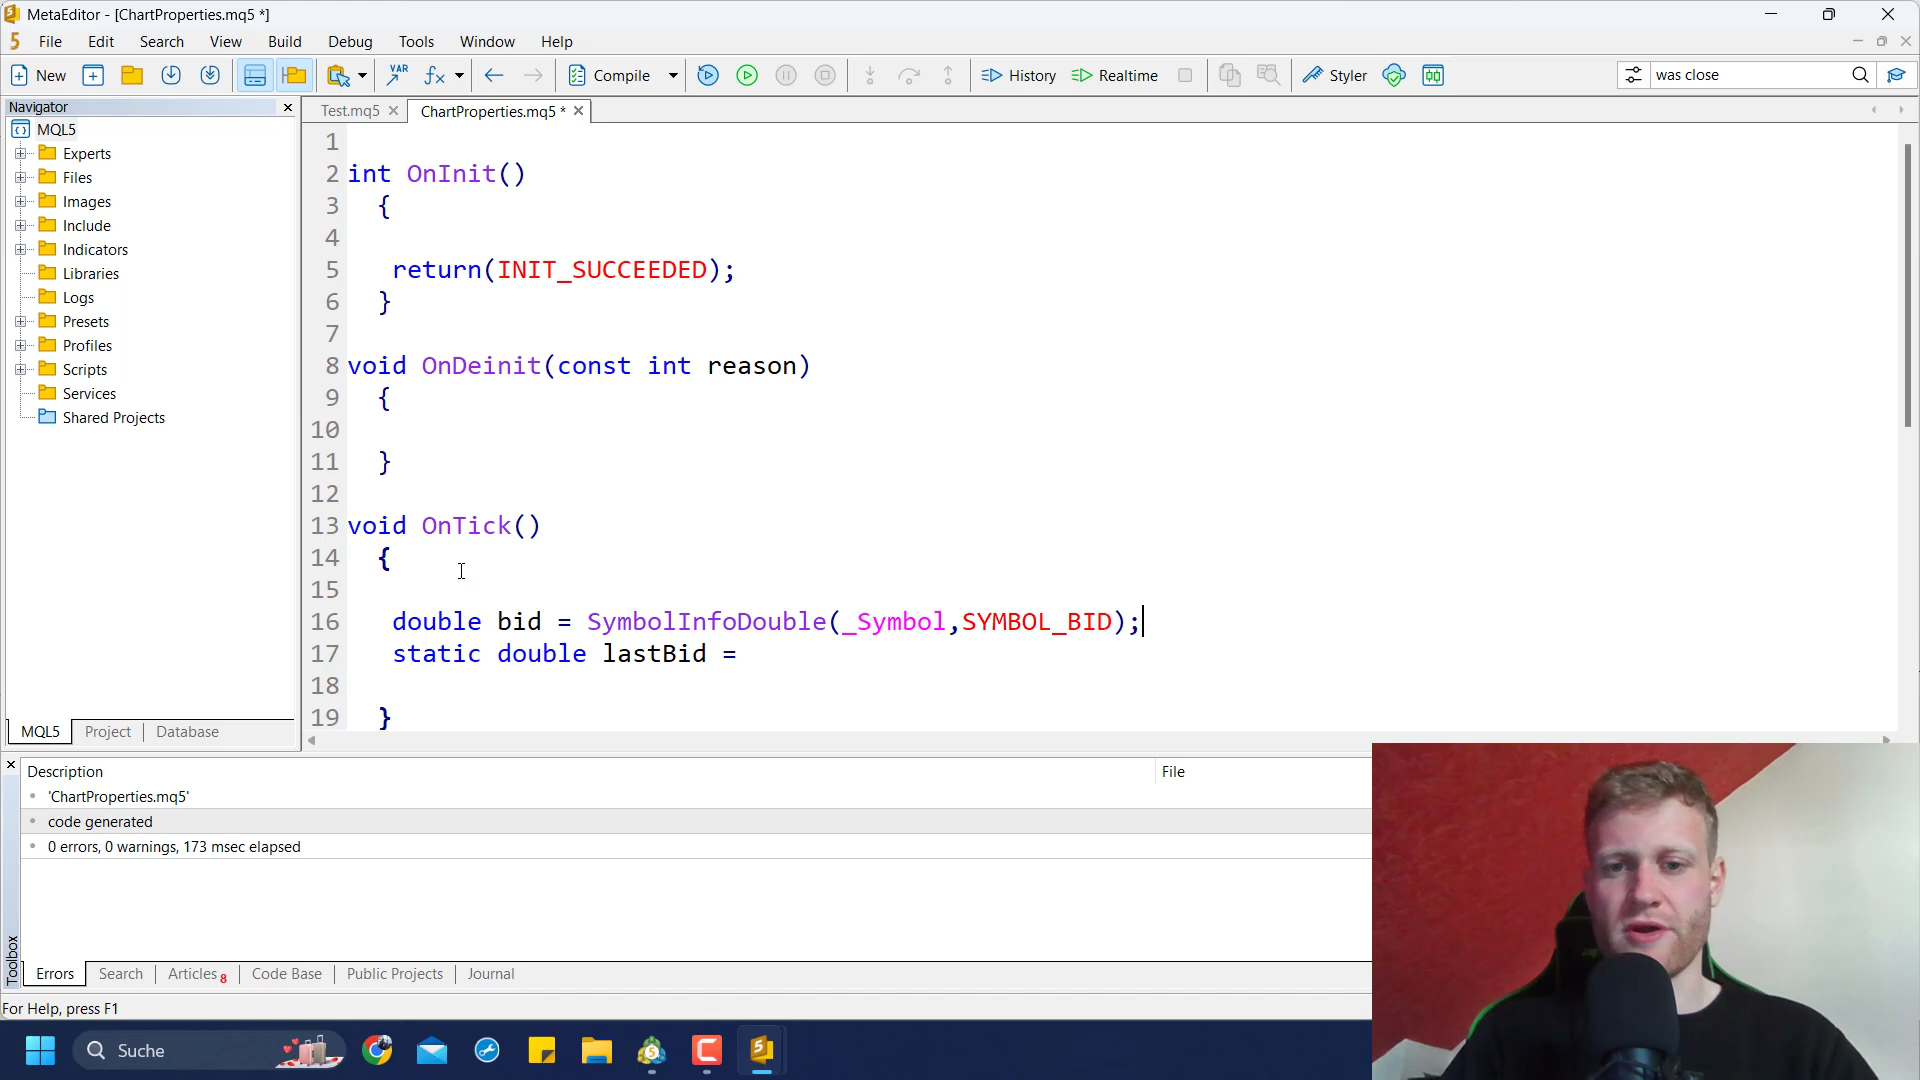 MetaEditor - [ChartProperties.mq5 *]
File Edit Search View Build Debug Tools Window Help
New VAR Compile History Realtime Styler was close
Navigator
Test.mq5
ChartProperties.mq5 *
MQL5
Experts
Files
Images
Include
Indicators
Libraries
Logs
Presets
Profiles
Scripts
Services
Shared Projects
MQL5 Project Database
1
2 int OnInit()
3 {
4
5 return(INIT_SUCCEEDED);
6 }
7
8 void OnDeinit(const int reason)
9 {
10
11 }
12
13 void OnTick()
14 {
15
16 double bid = SymbolInfoDouble(_Symbol,SYMBOL_BID);
17 static double lastBid =
18
19 }
Description File
'ChartProperties.mq5'
code generated
0 errors, 0 warnings, 173 msec elapsed
Toolbox
Errors Search Articles 8 Code Base Public Projects Journal
For Help, press F1
Suche